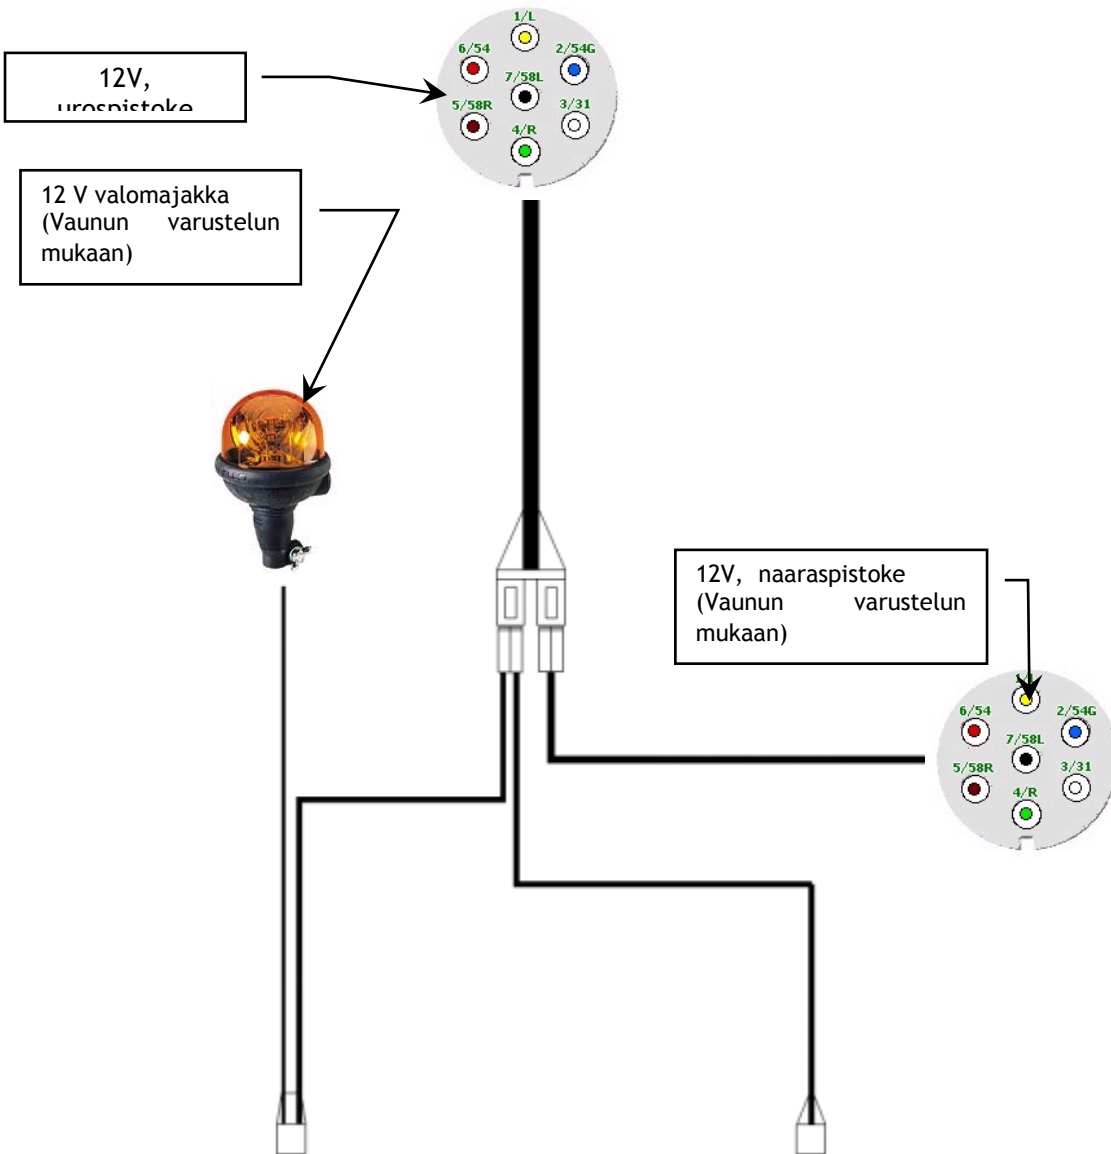 1/L
6/54
2/54G
7/58L
5/58R
3/31
4/R
12V,
urospistoke
12 V valomajakka
(Vaunun varustelun
mukaan)
12V, naaraspistoke
(Vaunun varustelun
mukaan)
6/54
2/54G
7/58L
5/58R
3/31
4/R